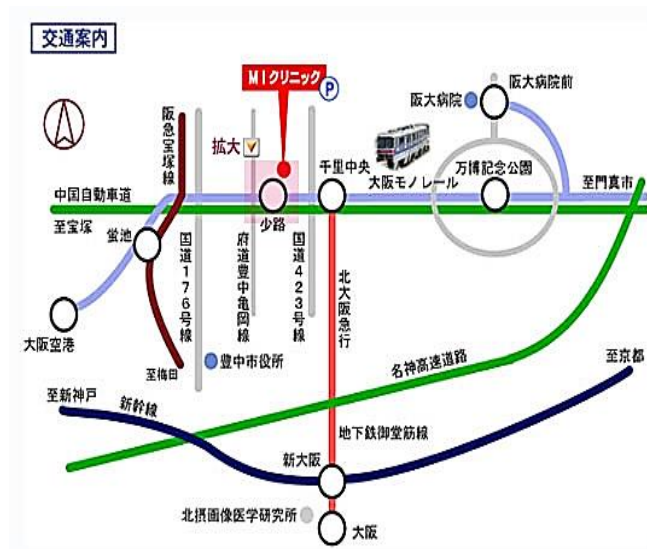 交通案内
MIクリニック
P
阪急宝塚線
拡大
千里中央
大阪モノレール
阪大病院
阪大病院前
万博記念公園
至門真市
中国自動車道
至宝塚
蛍池
少路
国道176号線
府道豊中亀岡線
国道423号線
北大阪急行
大阪空港
至梅田
豊中市役所
名神高速道路
至京都
至新神戸
新幹線
地下鉄御堂筋線
新大阪
北摂画像医学研究所
大阪